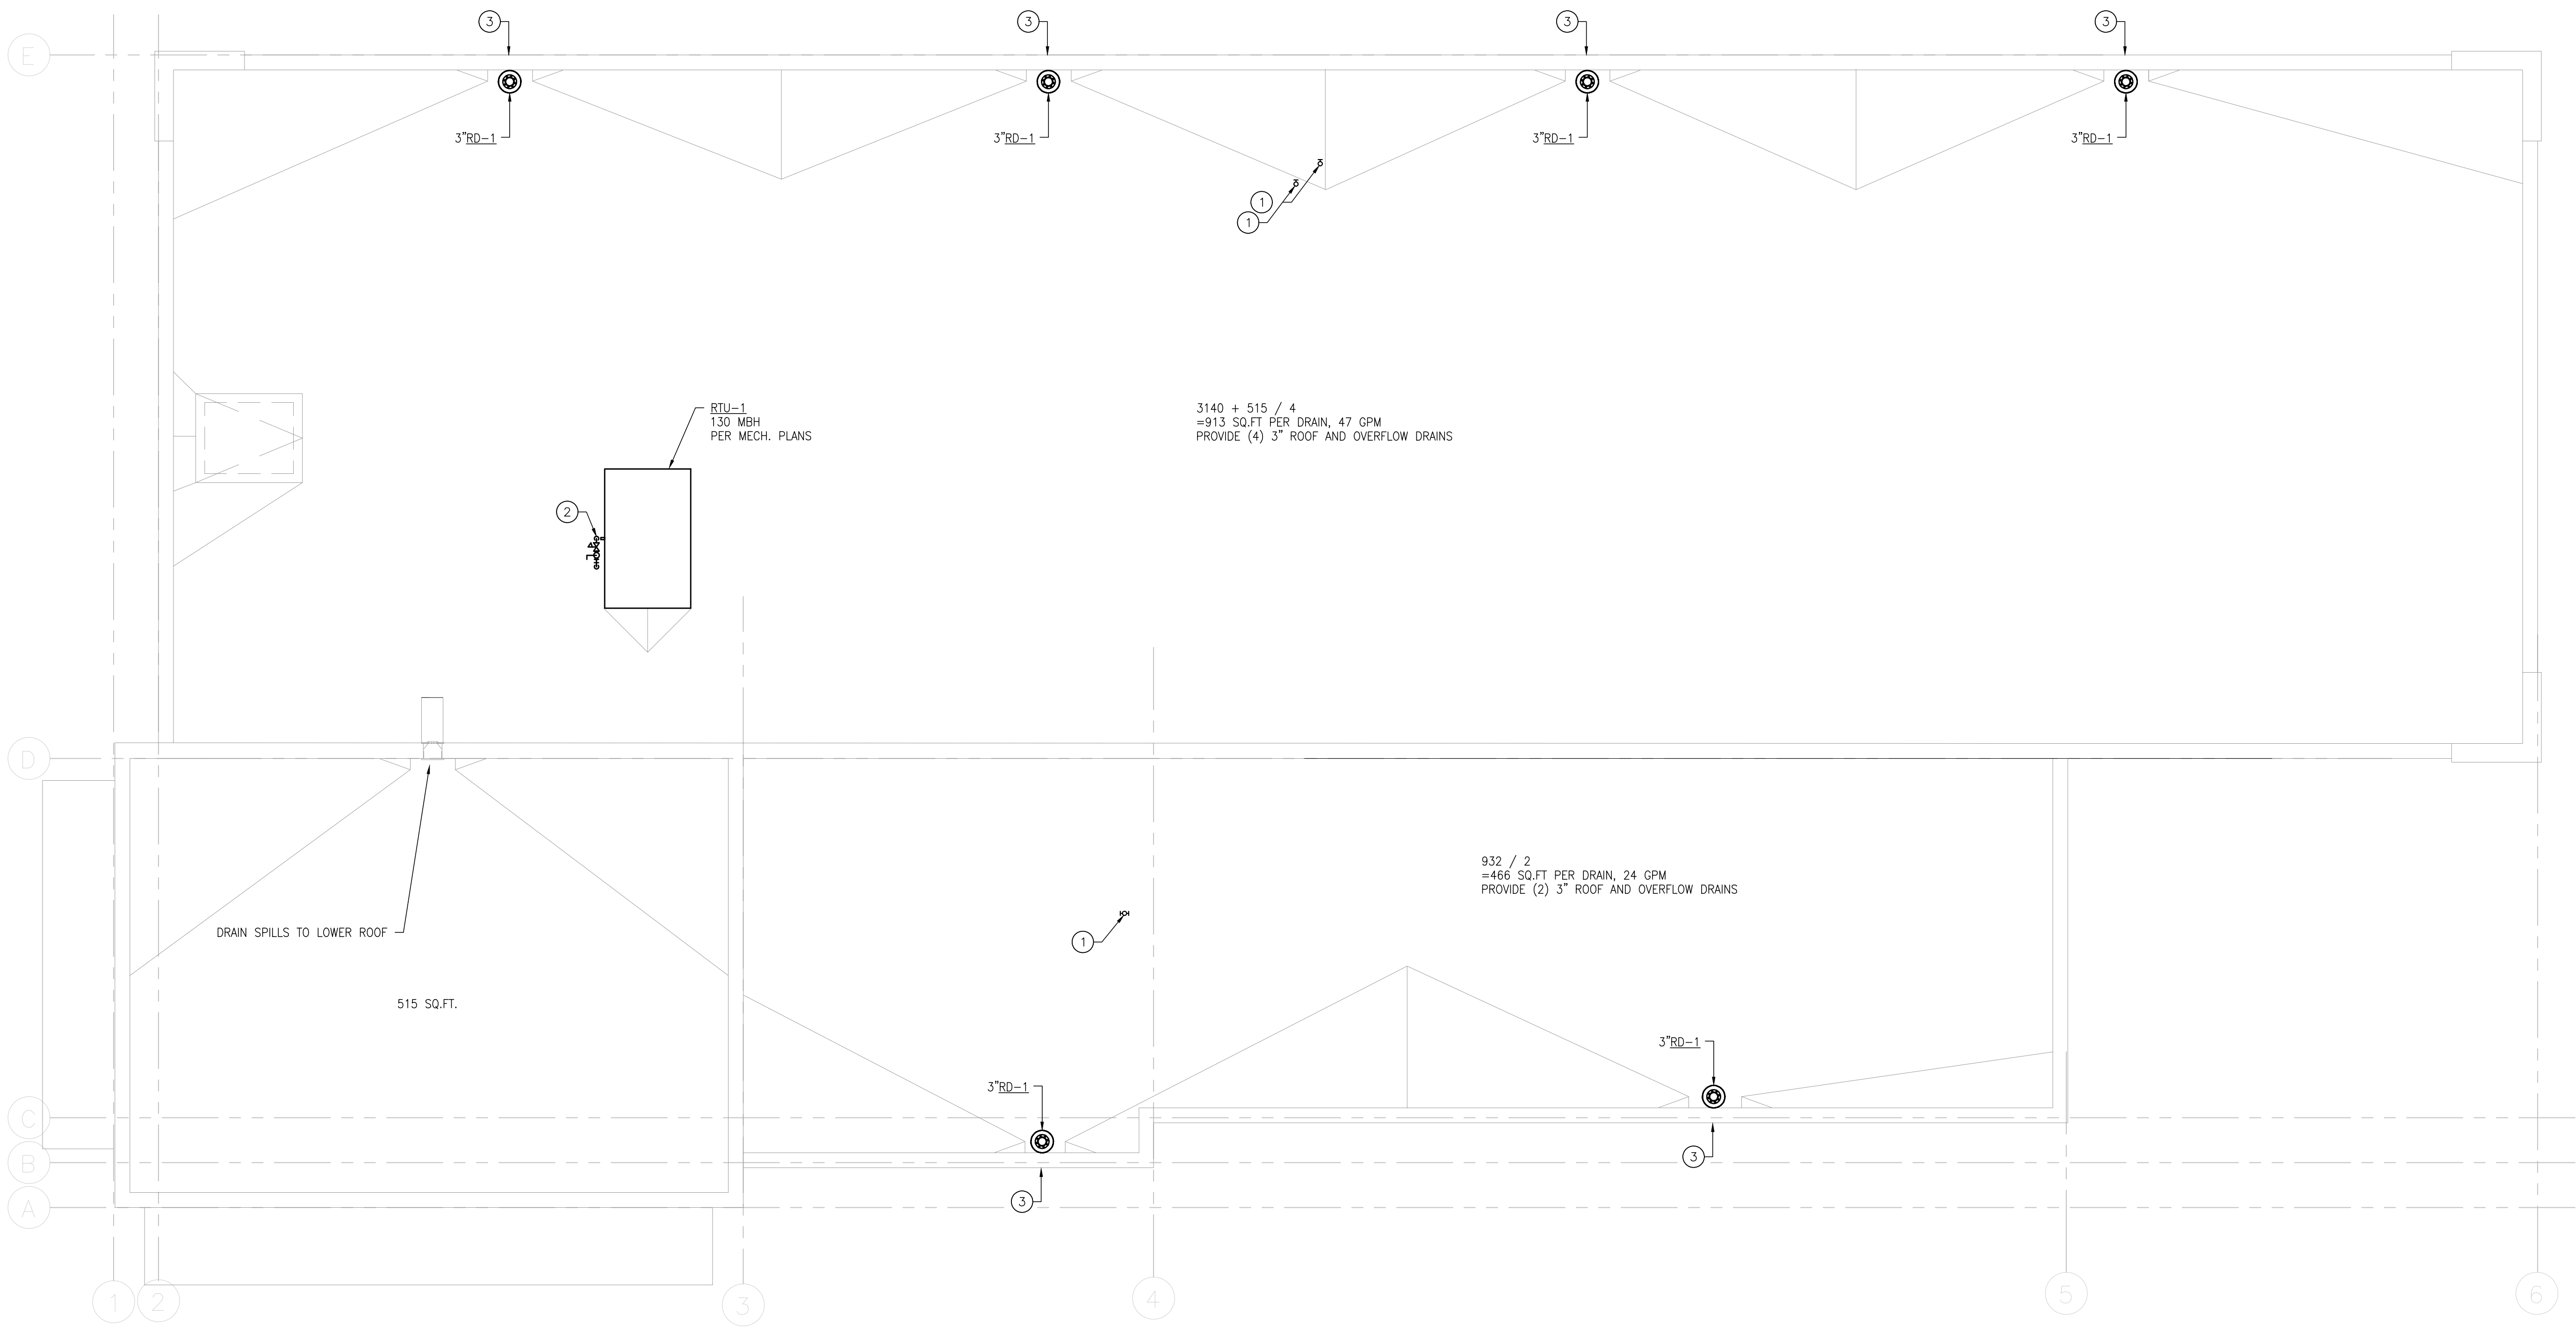 3 3 3 3
E
3"RD-1 3"RD-1 3"RD-1 3"RD-1
1
1
RTU-1
130 MBH
PER MECH. PLANS
3140 + 515 / 4
=913 SQ.FT PER DRAIN, 47 GPM
PROVIDE (4) 3" ROOF AND OVERFLOW DRAINS
2
D
932 / 2
=466 SQ.FT PER DRAIN, 24 GPM
PROVIDE (2) 3" ROOF AND OVERFLOW DRAINS
DRAIN SPILLS TO LOWER ROOF
1
515 SQ.FT.
3"RD-1
3"RD-1
C
B
3
A
3
1 2 3 4 5 6